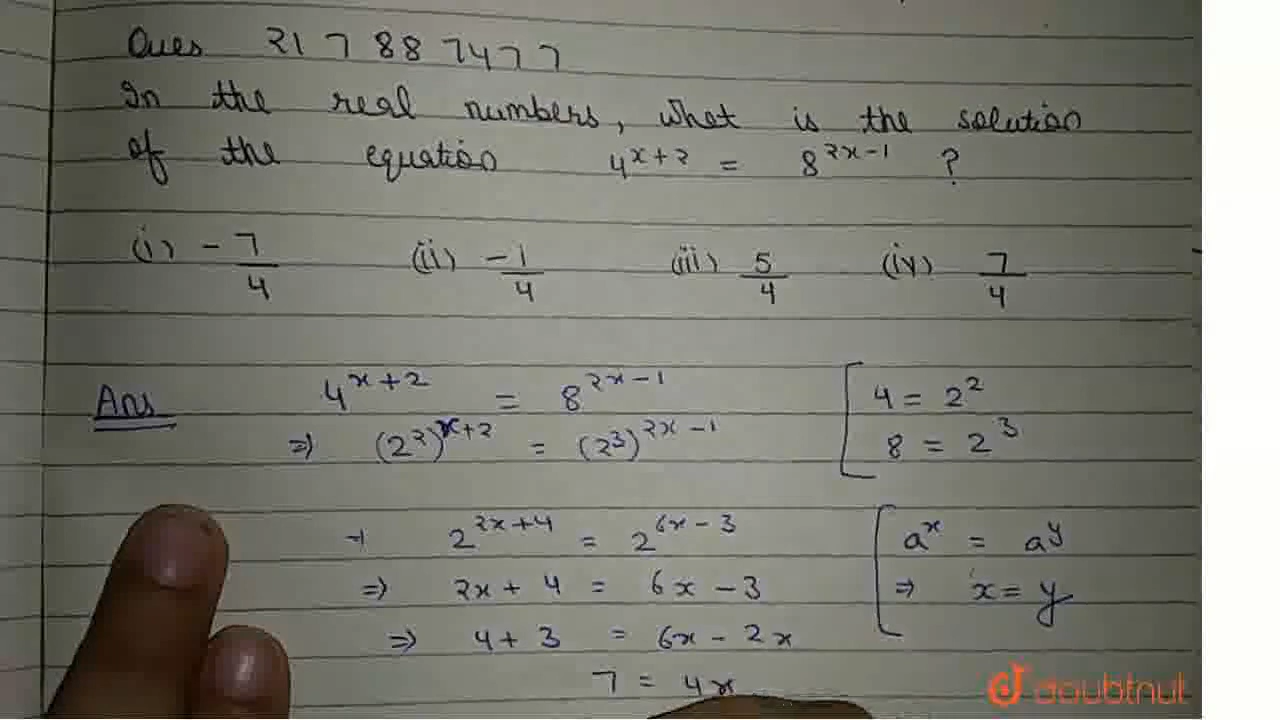 Ques 21 7 88 7477
In the real numbers, what is the solution
of the equation 4^{x+2} = 8^{2x-1} ?
(i) -7/4 (ii) -1/4 (iii) 5/4 (iv) 7/4
Ans 4^{x+2} = 8^{2x-1} [ 4 = 2^2
⇒ (2^2)^{x+2} = (2^3)^{2x-1} 8 = 2^3
⇒ 2^{2x+4} = 2^{6x-3} [ a^x = a^y
⇒ 2x + 4 = 6x - 3 ⇒ x = y
⇒ 4 + 3 = 6x - 2x
7 = 4x
doubtnut